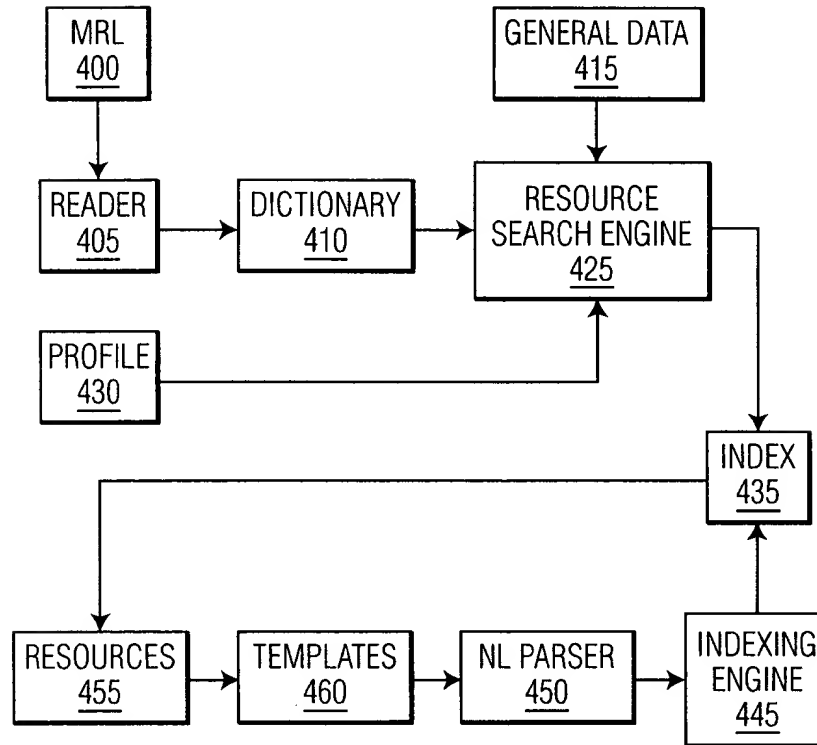 MRL
400
GENERAL DATA
415
READER
405
DICTIONARY
410
RESOURCE
SEARCH ENGINE
425
PROFILE
430
INDEX
435
RESOURCES
455
TEMPLATES
460
NL PARSER
450
INDEXING
ENGINE
445